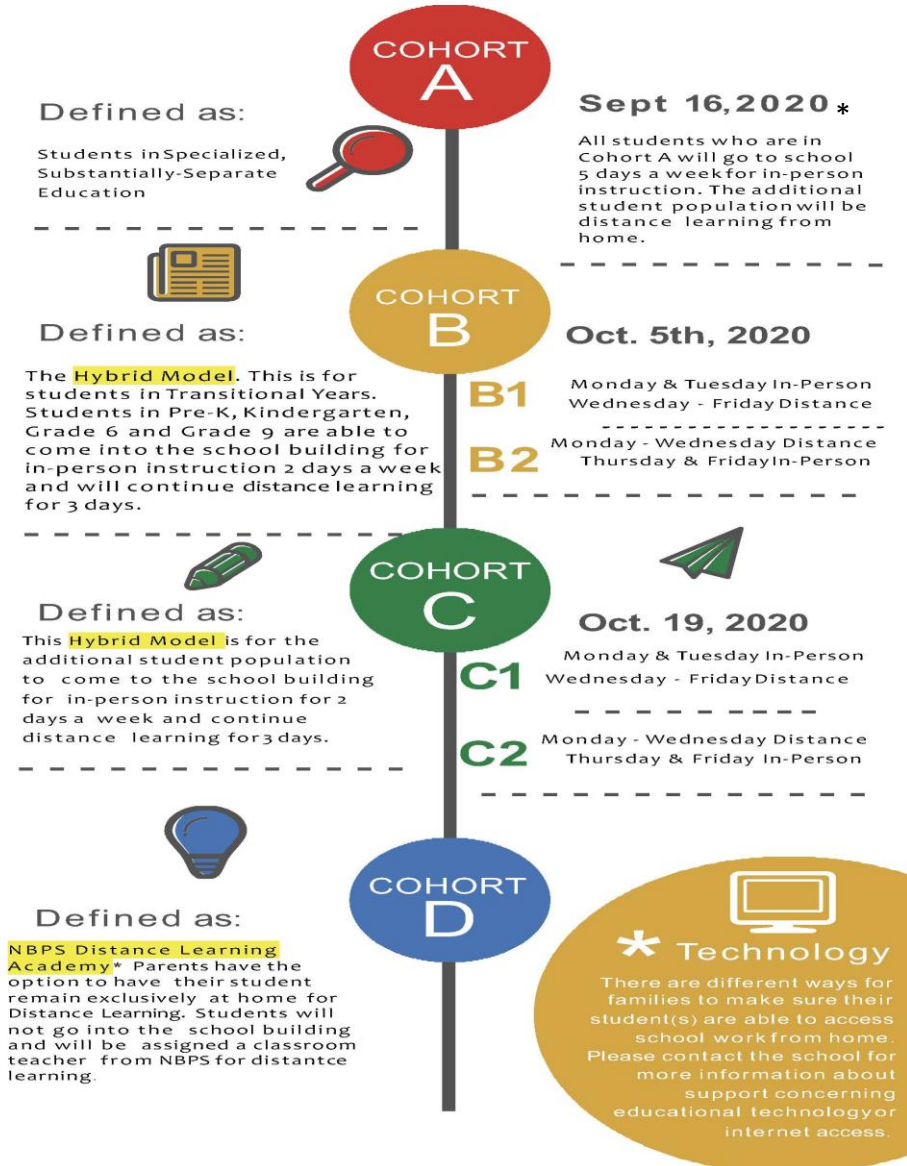 COHORT
A
Defined as:
Students in Specialized,
Substantially-Separate
Education
Sept 16,2020 *
All students who are in
Cohort A will go to school
5 days a week for in-person
instruction. The additional
student population will be
distance learning from
home.
COHORT
B
Defined as:
The Hybrid Model. This is for
students in Transitional Years.
Students in Pre-K, Kindergarten,
Grade 6 and Grade 9 are able to
come into the school building for
in-person instruction 2 days a week
and will continue distance learning
for 3 days.
Oct. 5th, 2020
B1
Monday & Tuesday In-Person
Wednesday - Friday Distance
B2
Monday - Wednesday Distance
Thursday & Friday In-Person
COHORT
C
Defined as:
This Hybrid Model is for the
additional student population
to come to the school building
for in-person instruction for 2
days a week and continue
distance learning for 3 days.
Oct. 19, 2020
C1
Monday & Tuesday In-Person
Wednesday - Friday Distance
C2
Monday - Wednesday Distance
Thursday & Friday In-Person
COHORT
D
Defined as:
NBPS Distance Learning
Academy* Parents have the
option to have their student
remain exclusively at home for
Distance Learning. Students will
not go into the school building
and will be assigned a classroom
teacher from NBPS for distantce
learning.
* Technology
There are different ways for
families to make sure their
student(s) are able to access
school work from home.
Please contact the school for
more information about
support concerning
educational technology or
internet access.